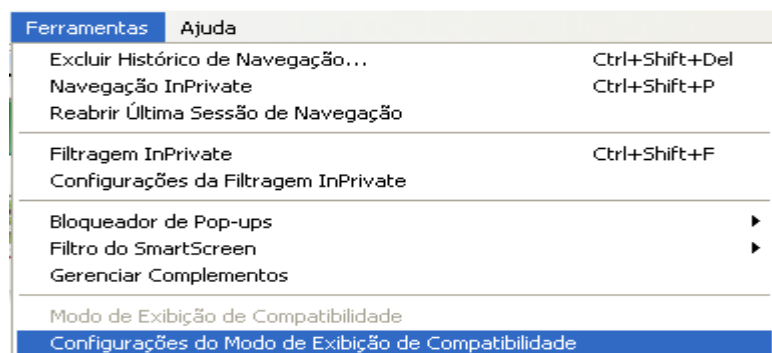 Ferramentas Ajuda
Excluir Histórico de Navegação... Ctrl+Shift+Del
Navegação InPrivate Ctrl+Shift+P
Reabrir Última Sessão de Navegação
Filtragem InPrivate Ctrl+Shift+F
Configurações da Filtragem InPrivate
Bloqueador de Pop-ups
Filtro do SmartScreen
Gerenciar Complementos
Modo de Exibição de Compatibilidade
Configurações do Modo de Exibição de Compatibilidade